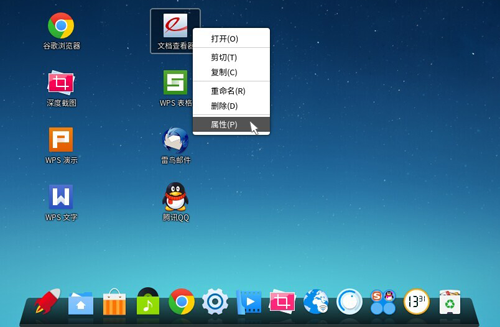 谷歌浏览器
文档查看器
打开(O)
剪切(T)
复制(C)
重命名(R)
删除(D)
属性(P)
深度截图
WPS 表格
WPS 演示
雷鸟邮件
WPS 文字
腾讯QQ
13 31